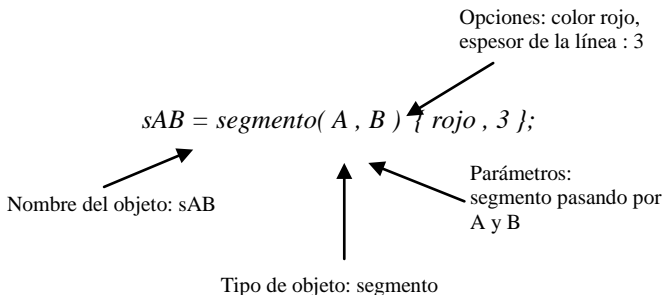 Opciones: color rojo,
espesor de la línea : 3
sAB = segmento( A , B ) { rojo , 3 };
Nombre del objeto: sAB
Parámetros:
segmento pasando por
A y B
Tipo de objeto: segmento